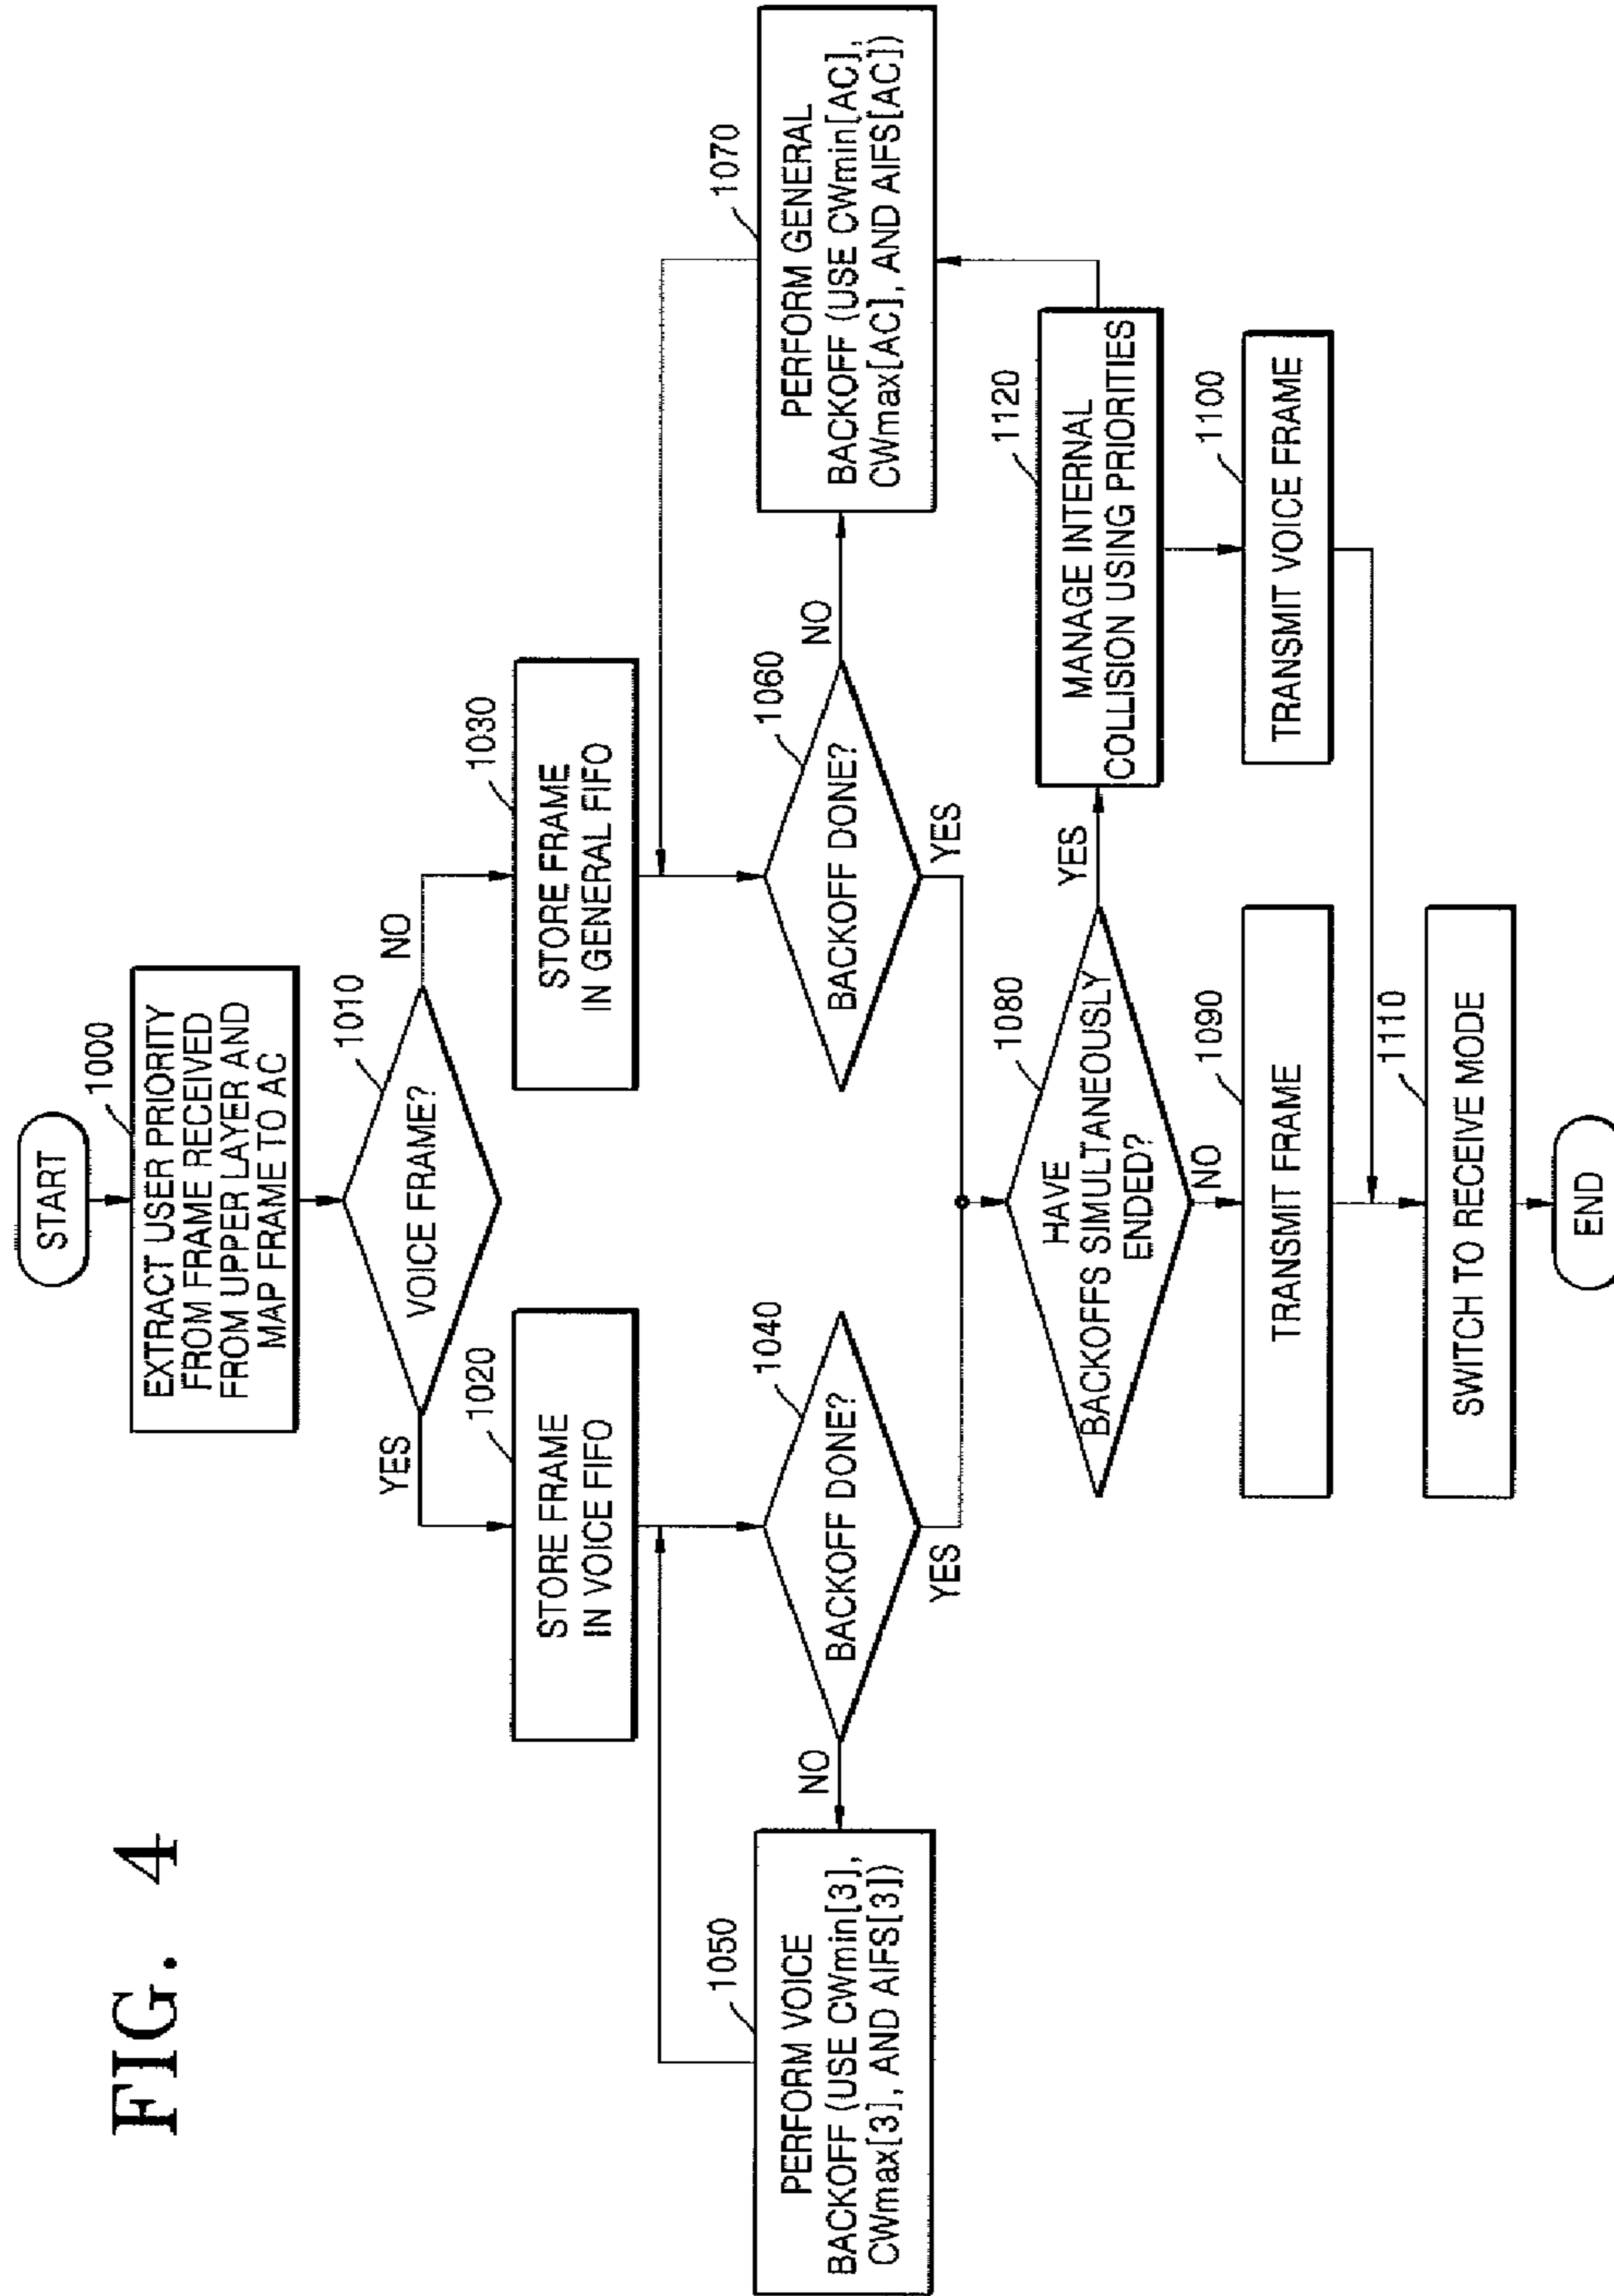 FIG. 4
START
1000
EXTRACT USER PRIORITY
FROM FRAME RECEIVED
FROM UPPER LAYER AND
MAP FRAME TO AC
1010
VOICE FRAME?
YES
NO
1020
STORE FRAME
IN VOICE FIFO
1030
STORE FRAME
IN GENERAL FIFO
1040
BACKOFF DONE?
NO
YES
1050
PERFORM VOICE
BACKOFF (USE CWmin[3],
CWmax[3], AND AIFS[3])
1060
BACKOFF DONE?
NO
YES
1070
PERFORM GENERAL
BACKOFF (USE CWmin[AC],
CWmax[AC], AND AIFS[AC])
1080
HAVE
BACKOFFS SIMULTANEOUSLY
ENDED?
YES
NO
1120
MANAGE INTERNAL
COLLISION USING PRIORITIES
1090
TRANSMIT FRAME
1100
TRANSMIT VOICE FRAME
1110
SWITCH TO RECEIVE MODE
END